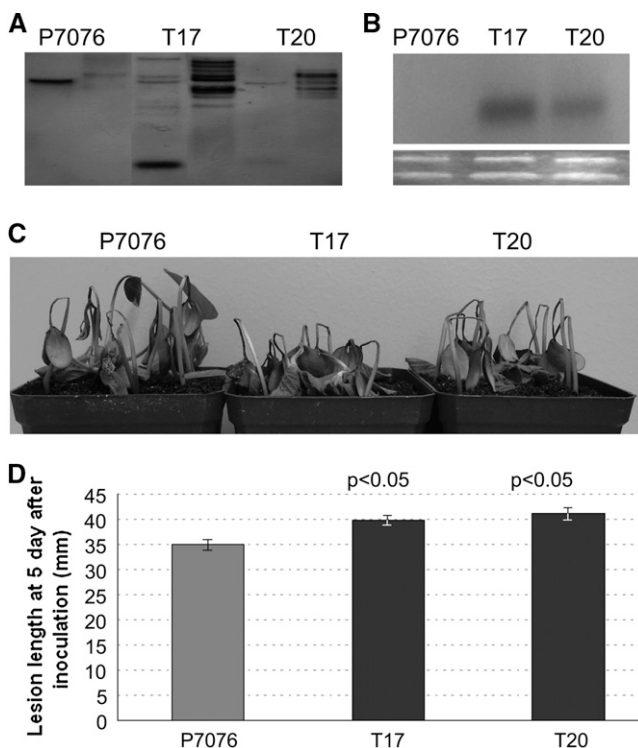 A
P7076 T17 T20
B
P7076 T17 T20
C
P7076 T17 T20
D
p<0.05 p<0.05
45
40
35
30
25
20
15
10
5
0
Lesion length at 5 day after
inoculation (mm)
P7076 T17 T20